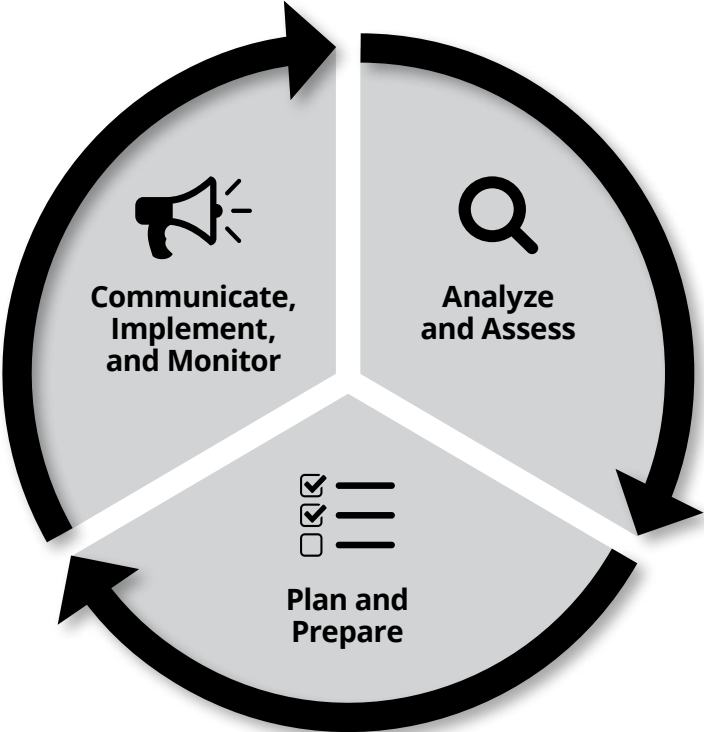 Communicate,
Implement,
and Monitor
Analyze
and Assess
Plan and
Prepare